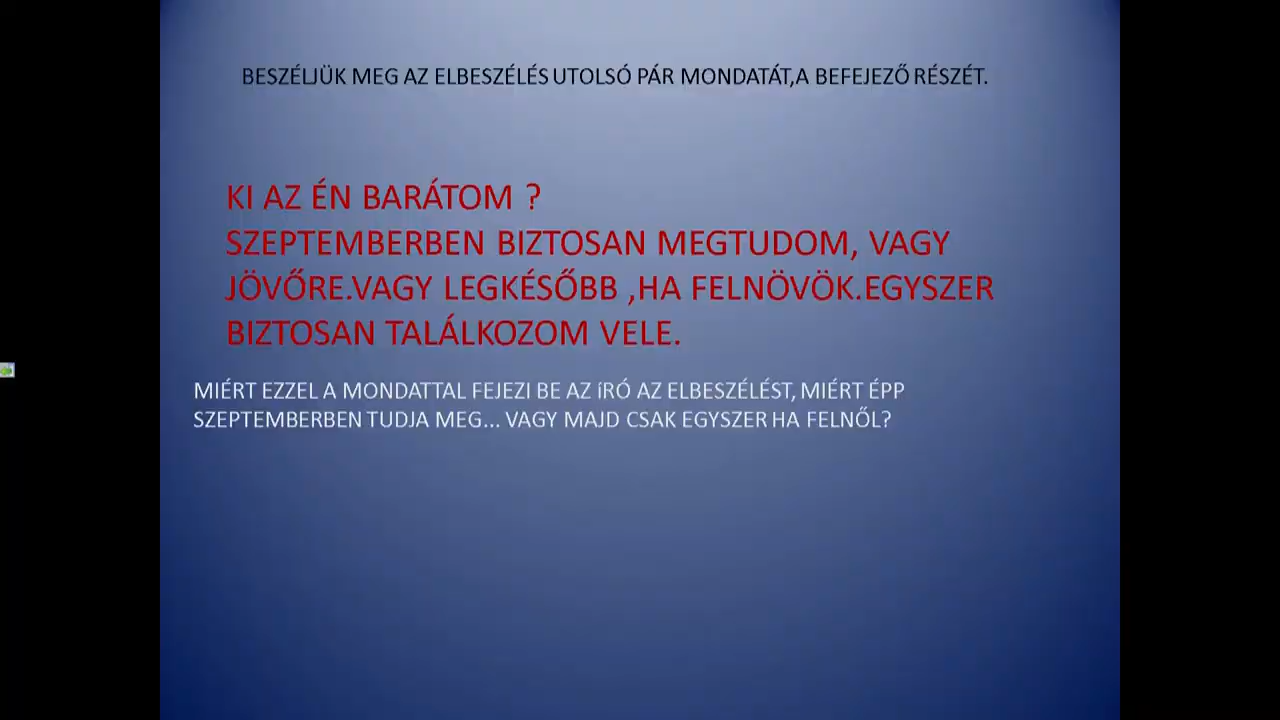 BESZÉLJÜK MEG AZ ELBESZÉLÉS UTOLSÓ PÁR MONDATÁT,A BEFEJEZŐ RÉSZÉT.
KI AZ ÉN BARÁTOM ?
SZEPTEMBERBEN BIZTOSAN MEGTUDOM, VAGY
JÖVŐRE.VAGY LEGKÉSŐBB ,HA FELNÖVÖK.EGYSZER
BIZTOSAN TALÁLKOZOM VELE.
MIÉRT EZZEL A MONDATTAL FEJEZI BE AZ íRÓ AZ ELBESZÉLÉST, MIÉRT ÉPP
SZEPTEMBERBEN TUDJA MEG... VAGY MAJD CSAK EGYSZER HA FELNŐL?